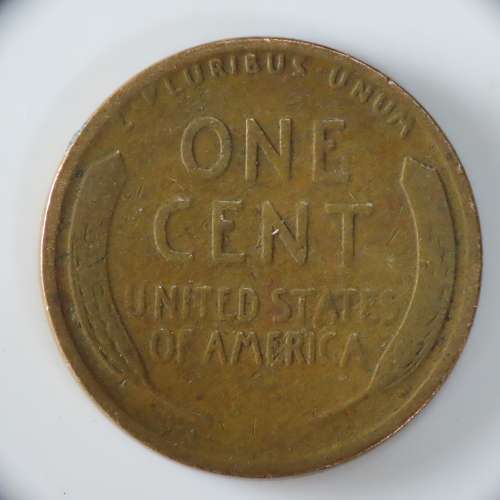 E PLURIBUS UNUM
ONE
CENT
UNITED STATES
OF AMERICA